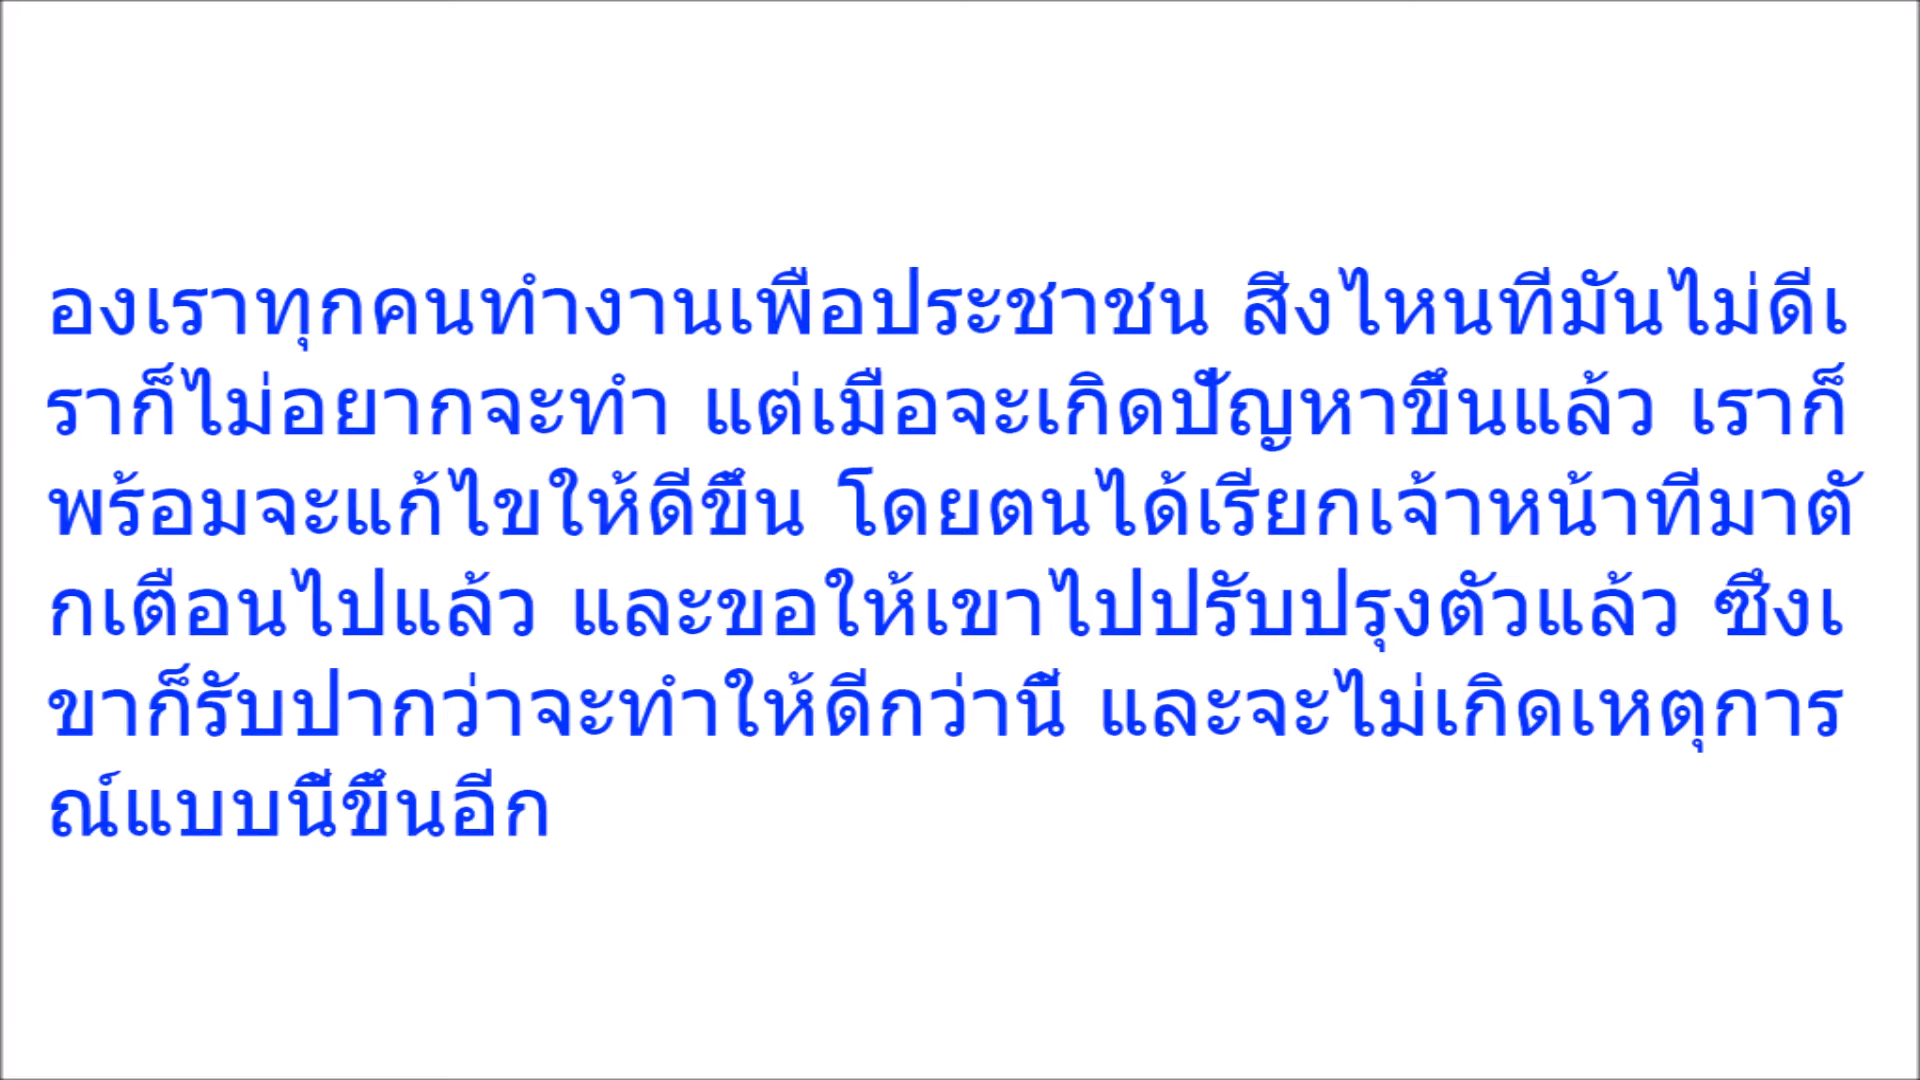 องเราทุกคนทำงานเพื่อประชาชน สิ่งไหนที่มันไม่ดีเ
ราก็ไม่อยากจะทำ แต่เมื่อจะเกิดปัญหาขึ้นแล้ว เราก็
พร้อมจะแก้ไขให้ดีขึ้น โดยตนได้เรียกเจ้าหน้าที่มาตั
กเตือนไปแล้ว และขอให้เขาไปปรับปรุงตัวแล้ว ซึ่งเ
ขาก็รับปากว่าจะทำให้ดีกว่านี้ และจะไม่เกิดเหตุการ
ณ์แบบนี้ขึ้นอีก